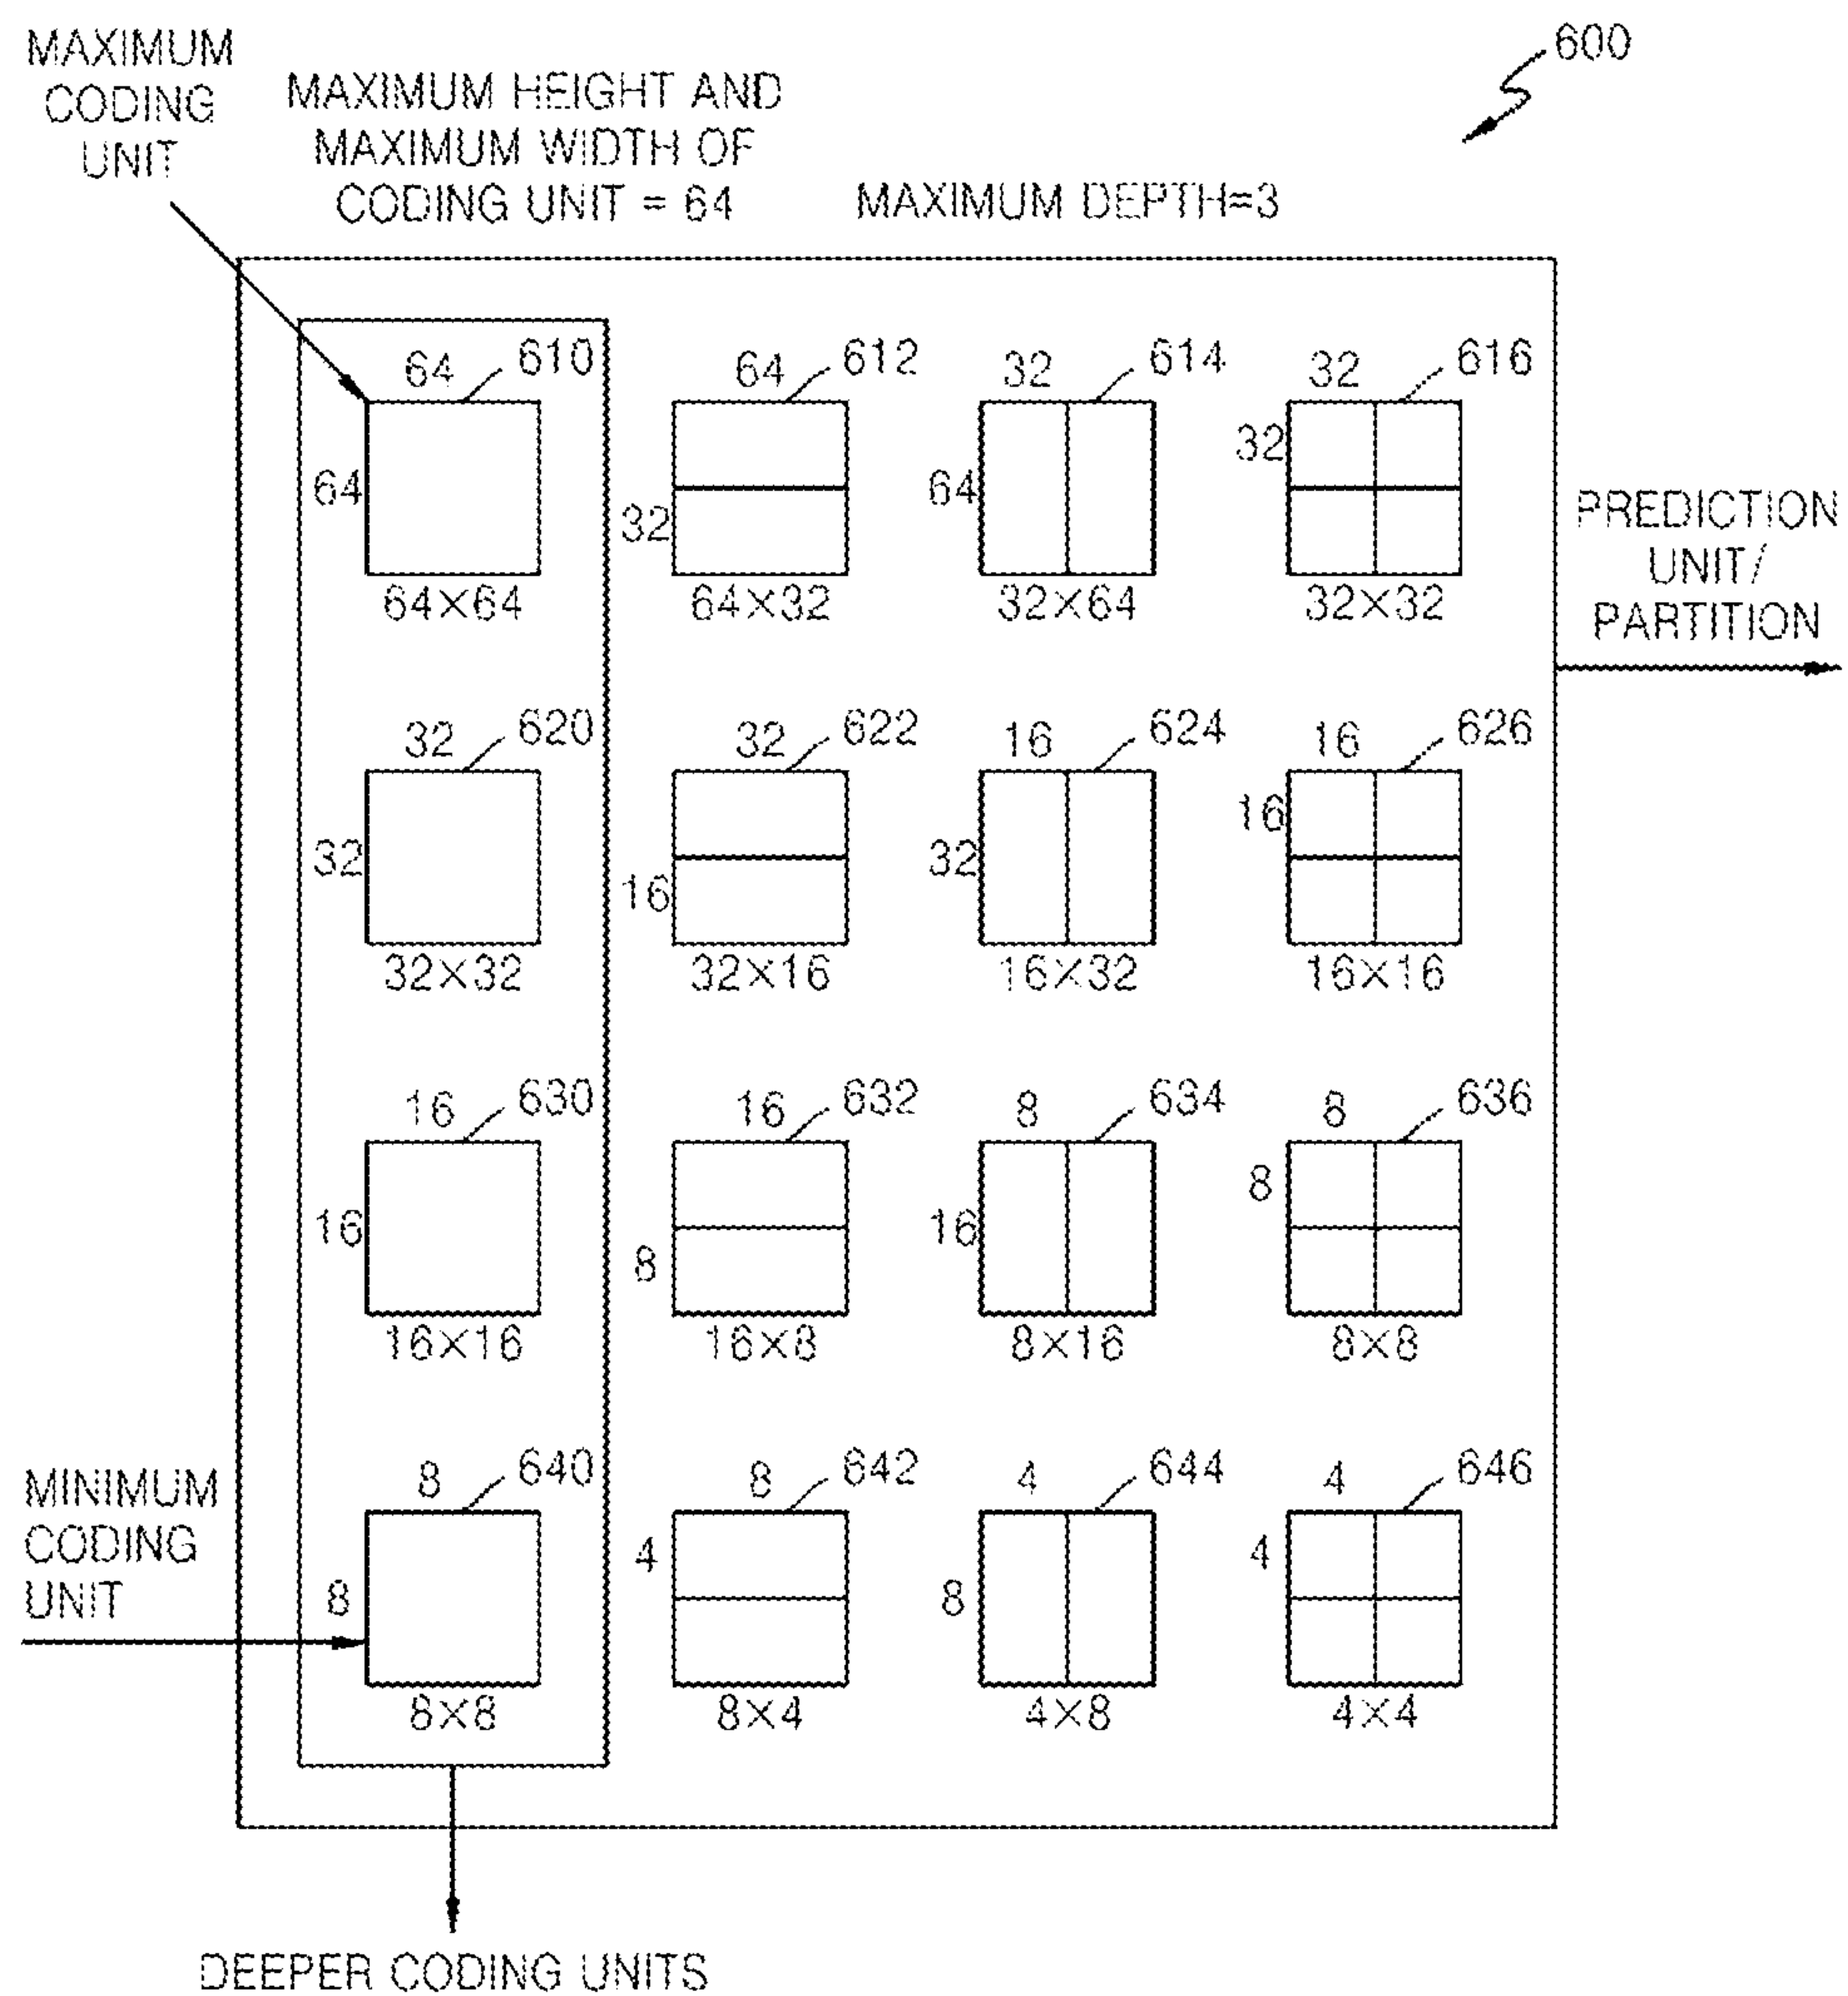 600
MAXIMUM
CODING
UNIT
MAXIMUM HEIGHT AND
MAXIMUM WIDTH OF
CODING UNIT = 64
MAXIMUM DEPTH=3
64 610 64 612 32 614 32 616
64 32 64 32
64×64 64×32 32×64 32×32
PREDICTION
UNIT/
PARTITION
32 620 32 622 16 624 16 626
32 16 32 16
32×32 32×16 16×32 16×16
16 630 16 632 8 634 8 636
16 8 16 8
16×16 16×8 8×16 8×8
MINIMUM
CODING
UNIT
8 640 8 642 4 644 4 646
8 4 8 4
8×8 8×4 4×8 4×4
DEEPER CODING UNITS